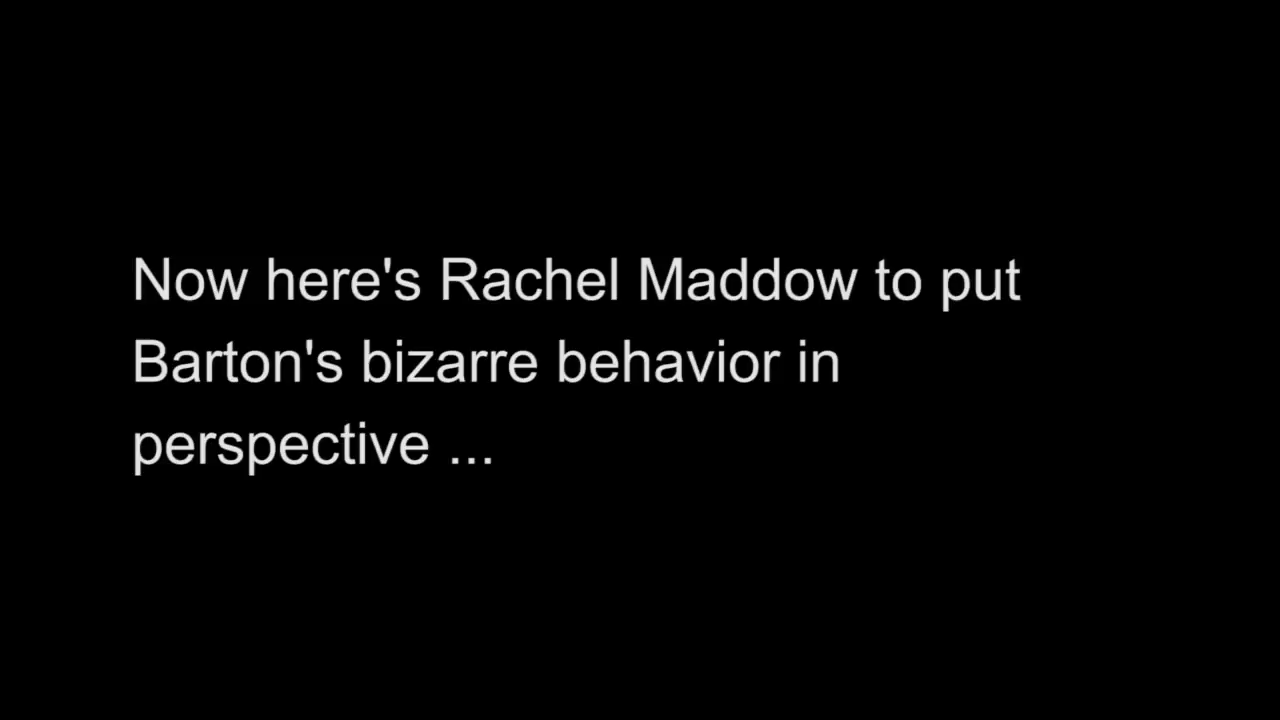 Now here's Rachel Maddow to put
Barton's bizarre behavior in
perspective ...